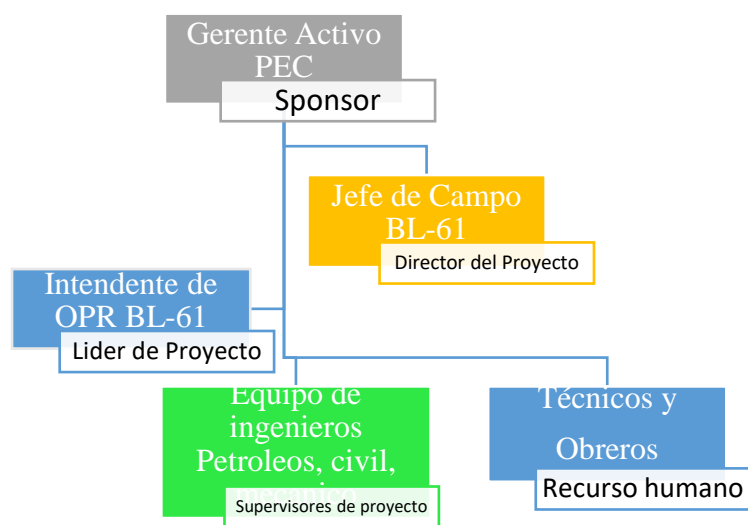 Gerente Activo
PEC
Sponsor
Jefe de Campo
BL-61
Director del Proyecto
Intendente de
OPR BL-61
Lider de Proyecto
Equipo de
ingenieros
Petroleos, civil,
mecanico
Supervisores de proyecto
Técnicos y
Obreros
Recurso humano